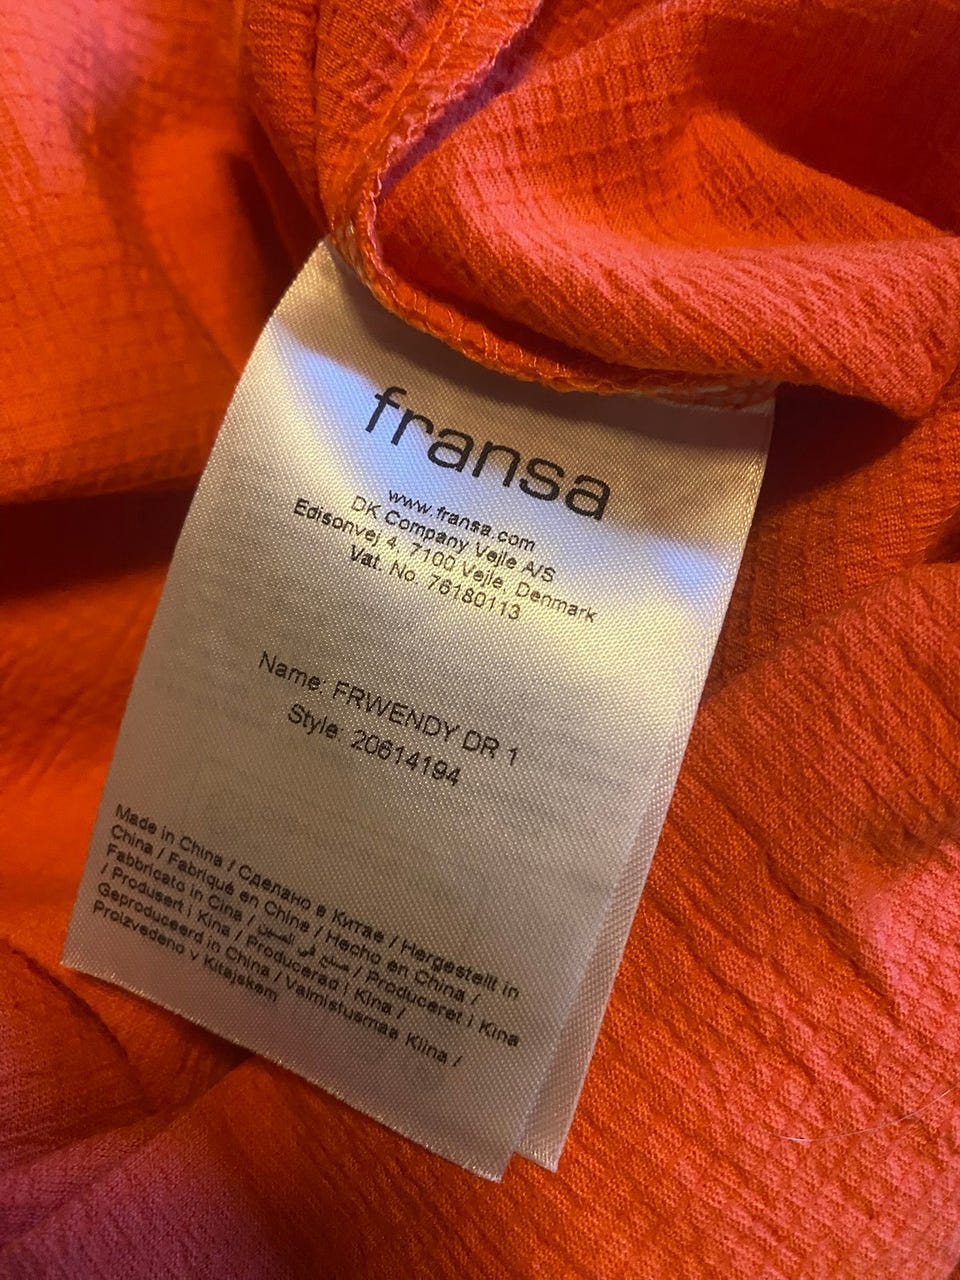 fransa
www.fransa.com
DK Company Vejle A/S
Edisonvej 4, 7100 Vejle, Denmark
Vat. No. 76180113
Name: FRWENDY DR 1
Style: 20614194
Made in China / Сделано в Китае / Hergestellt in
China / Fabriqué en Chine / Hecho en China /
Fabbricato in Cina / صنع في الصين / Produceret i Kina
/ Produsert i Kina / Producerad i Kina /
Geproduceerd in China / Valmistusmaa Kiina /
Proizvedeno v Kitajskem